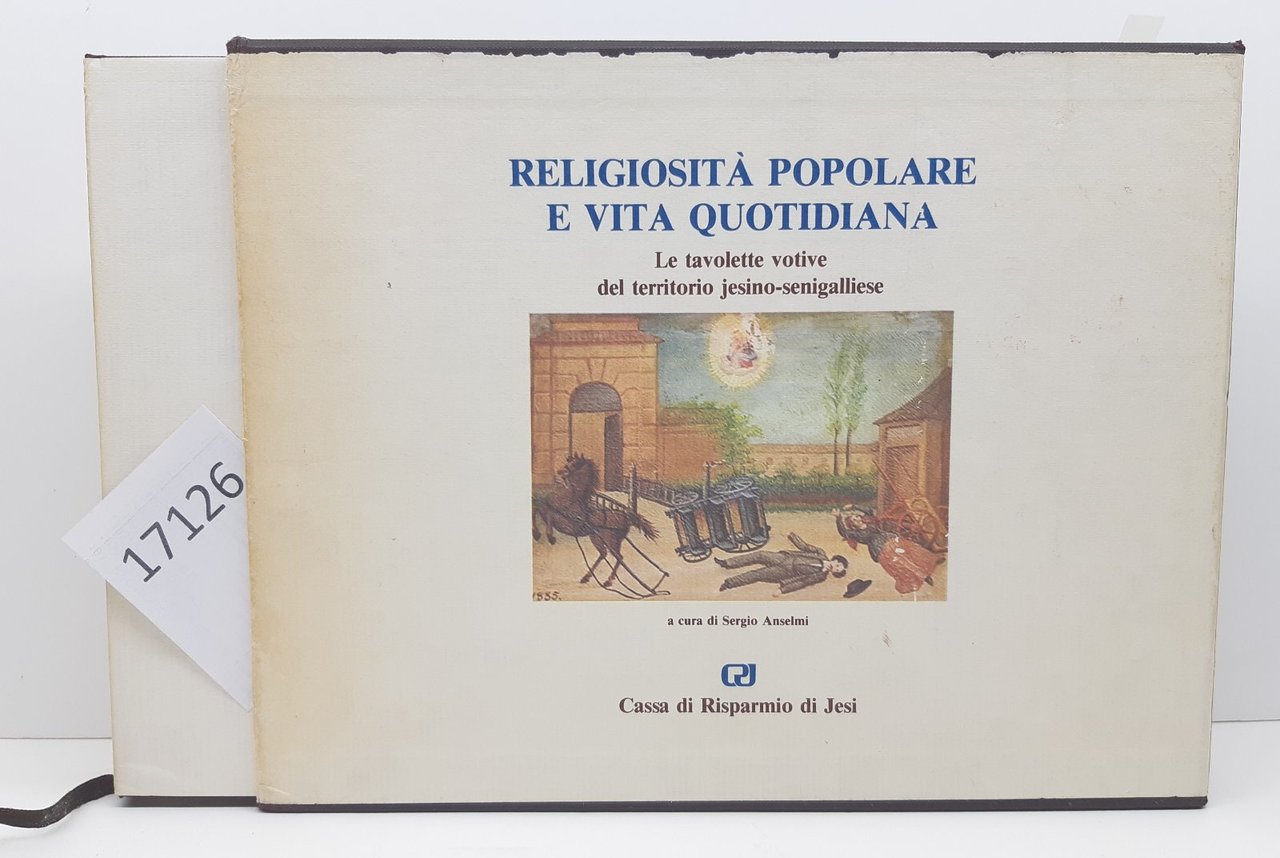 RELIGIOSITÀ POPOLARE
E VITA QUOTIDIANA
Le tavolette votive
del territorio jesino-senigalliese
1885.
a cura di Sergio Anselmi
Cassa di Risparmio di Jesi
17126